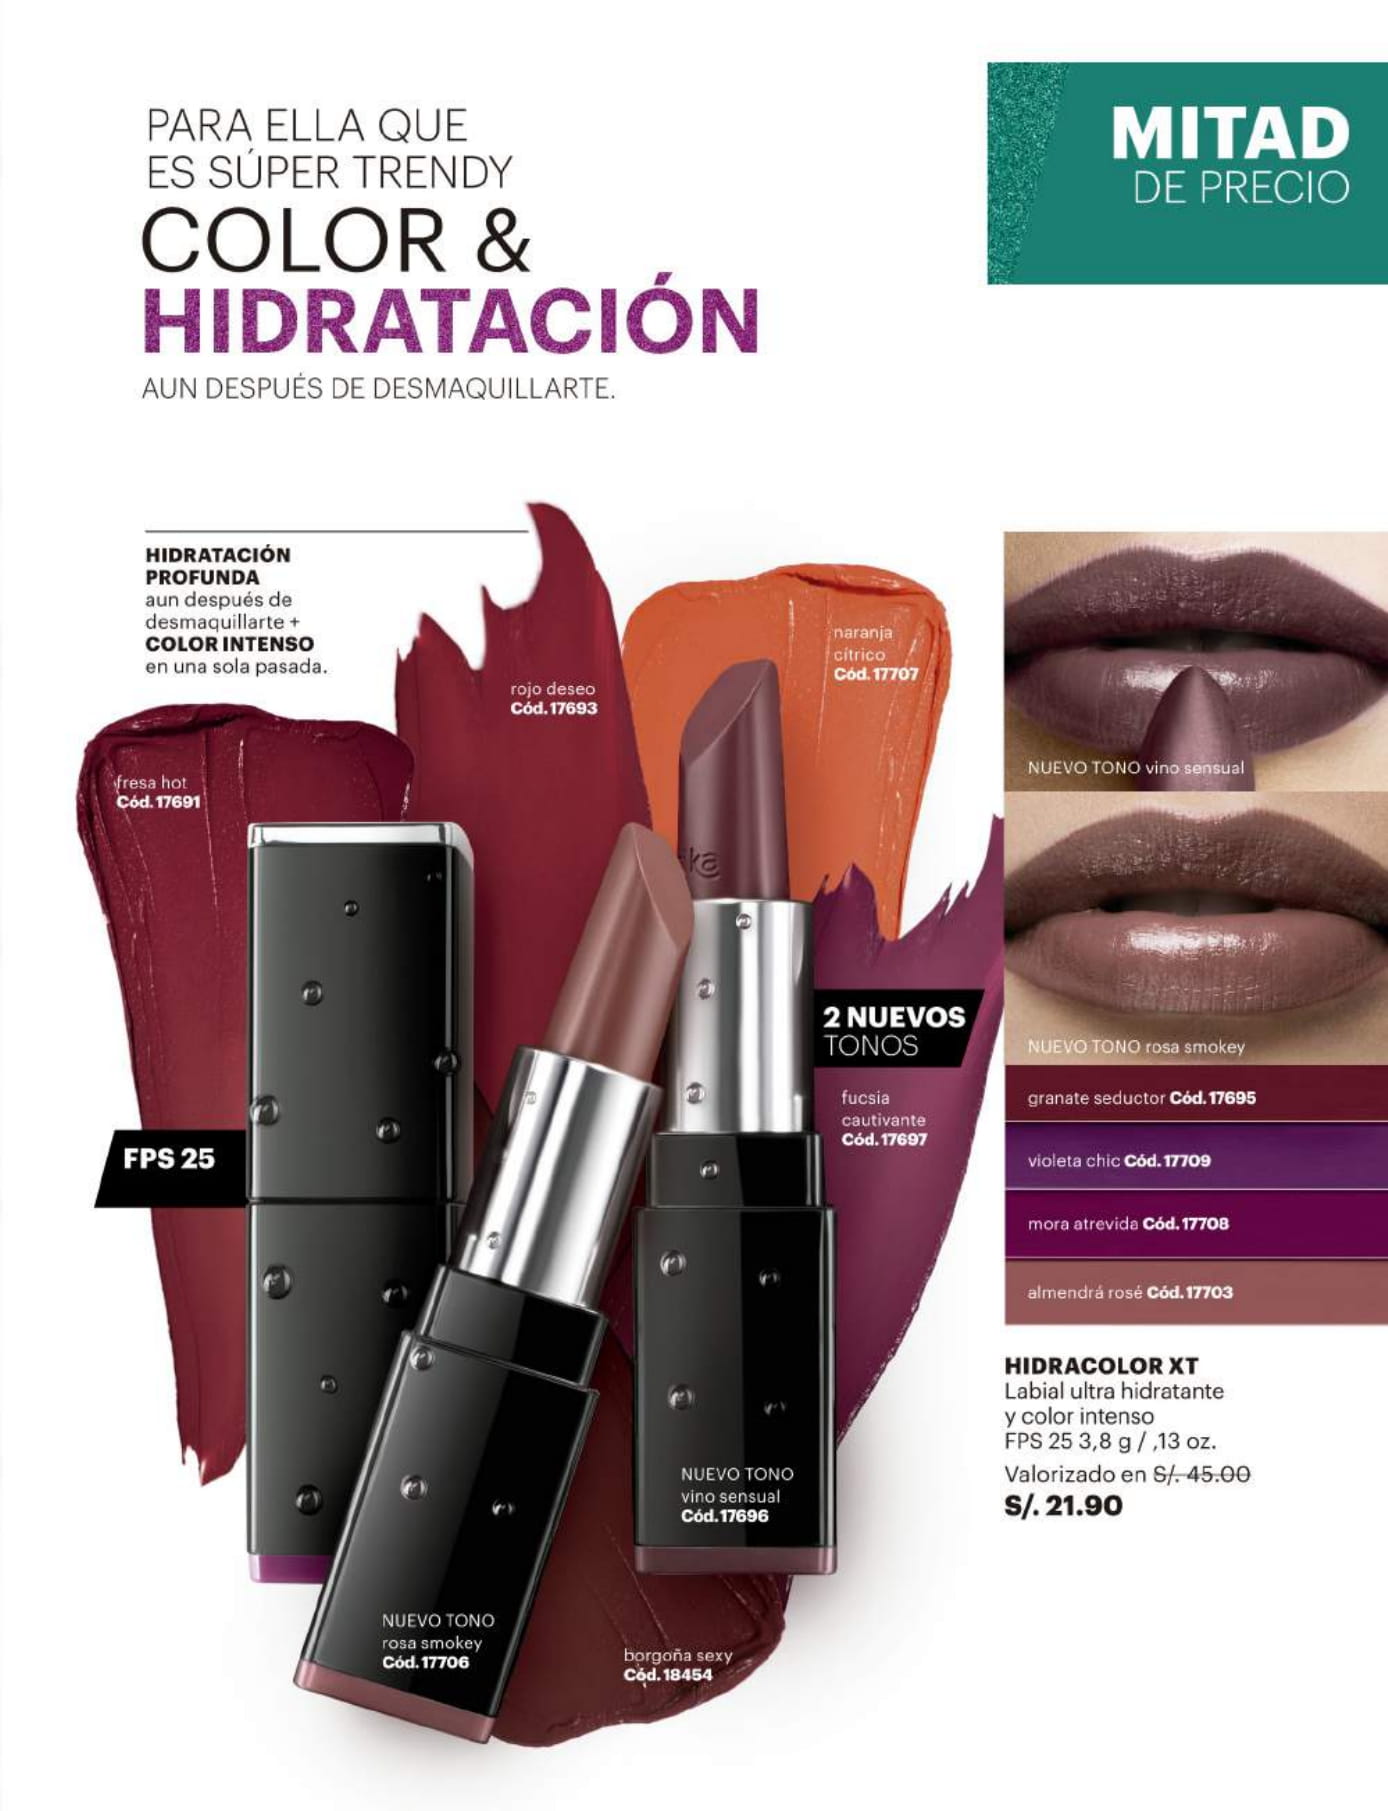 PARA ELLA QUE
ES SÚPER TRENDY
COLOR &
HIDRATACIÓN
AUN DESPUÉS DE DESMAQUILLARTE.
MITAD
DE PRECIO
HIDRATACIÓN
PROFUNDA
aun después de
desmaquillarte +
COLOR INTENSO
en una sola pasada.
fresa hot
Cód. 17691
rojo deseo
Cód. 17693
naranja
cítrico
Cód. 17707
ka
2 NUEVOS
TONOS
fucsia
cautivante
Cód. 17697
FPS 25
NUEVO TONO
vino sensual
Cód. 17696
NUEVO TONO
rosa smokey
Cód. 17706
borgoña sexy
Cód. 18454
NUEVO TONO vino sensual
NUEVO TONO rosa smokey
granate seductor Cód. 17695
violeta chic Cód. 17709
mora atrevida Cód. 17708
almendrá rosé Cód. 17703
HIDRACOLOR XT
Labial ultra hidratante
y color intenso
FPS 25 3,8 g / ,13 oz.
Valorizado en S/. 45.00
S/. 21.90